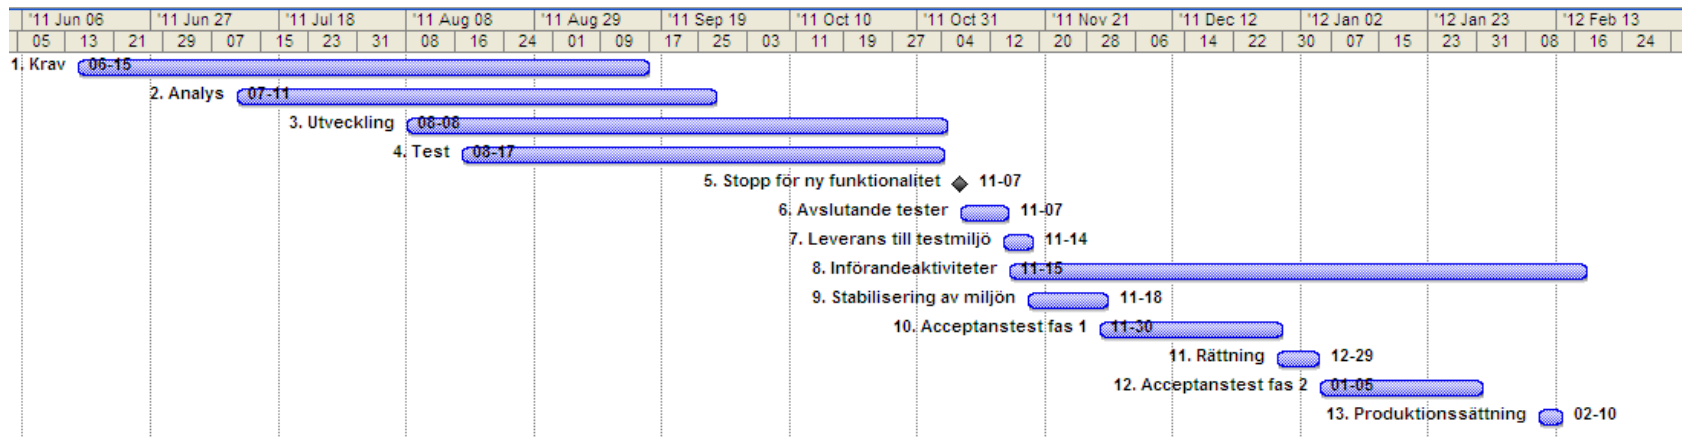 '11 Jun 06 '11 Jun 27 '11 Jul 18 '11 Aug 08 '11 Aug 29 '11 Sep 19 '11 Oct 10 '11 Oct 31 '11 Nov 21 '11 Dec 12 '12 Jan 02 '12 Jan 23 '12 Feb 13
05 13 21 29 07 15 23 31 08 16 24 01 09 17 25 03 11 19 27 04 12 20 28 06 14 22 30 07 15 23 31 08 16 24
1. Krav 06-15
2. Analys 07-11
3. Utveckling 08-08
4. Test 08-17
5. Stopp för ny funktionalitet 11-07
6. Avslutande tester 11-07
7. Leverans till testmiljö 11-14
8. Införandeaktiviteter 11-15
9. Stabilisering av miljön 11-18
10. Acceptanstest fas 1 11-30
11. Rättning 12-29
12. Acceptanstest fas 2 01-05
13. Produktionssättning 02-10